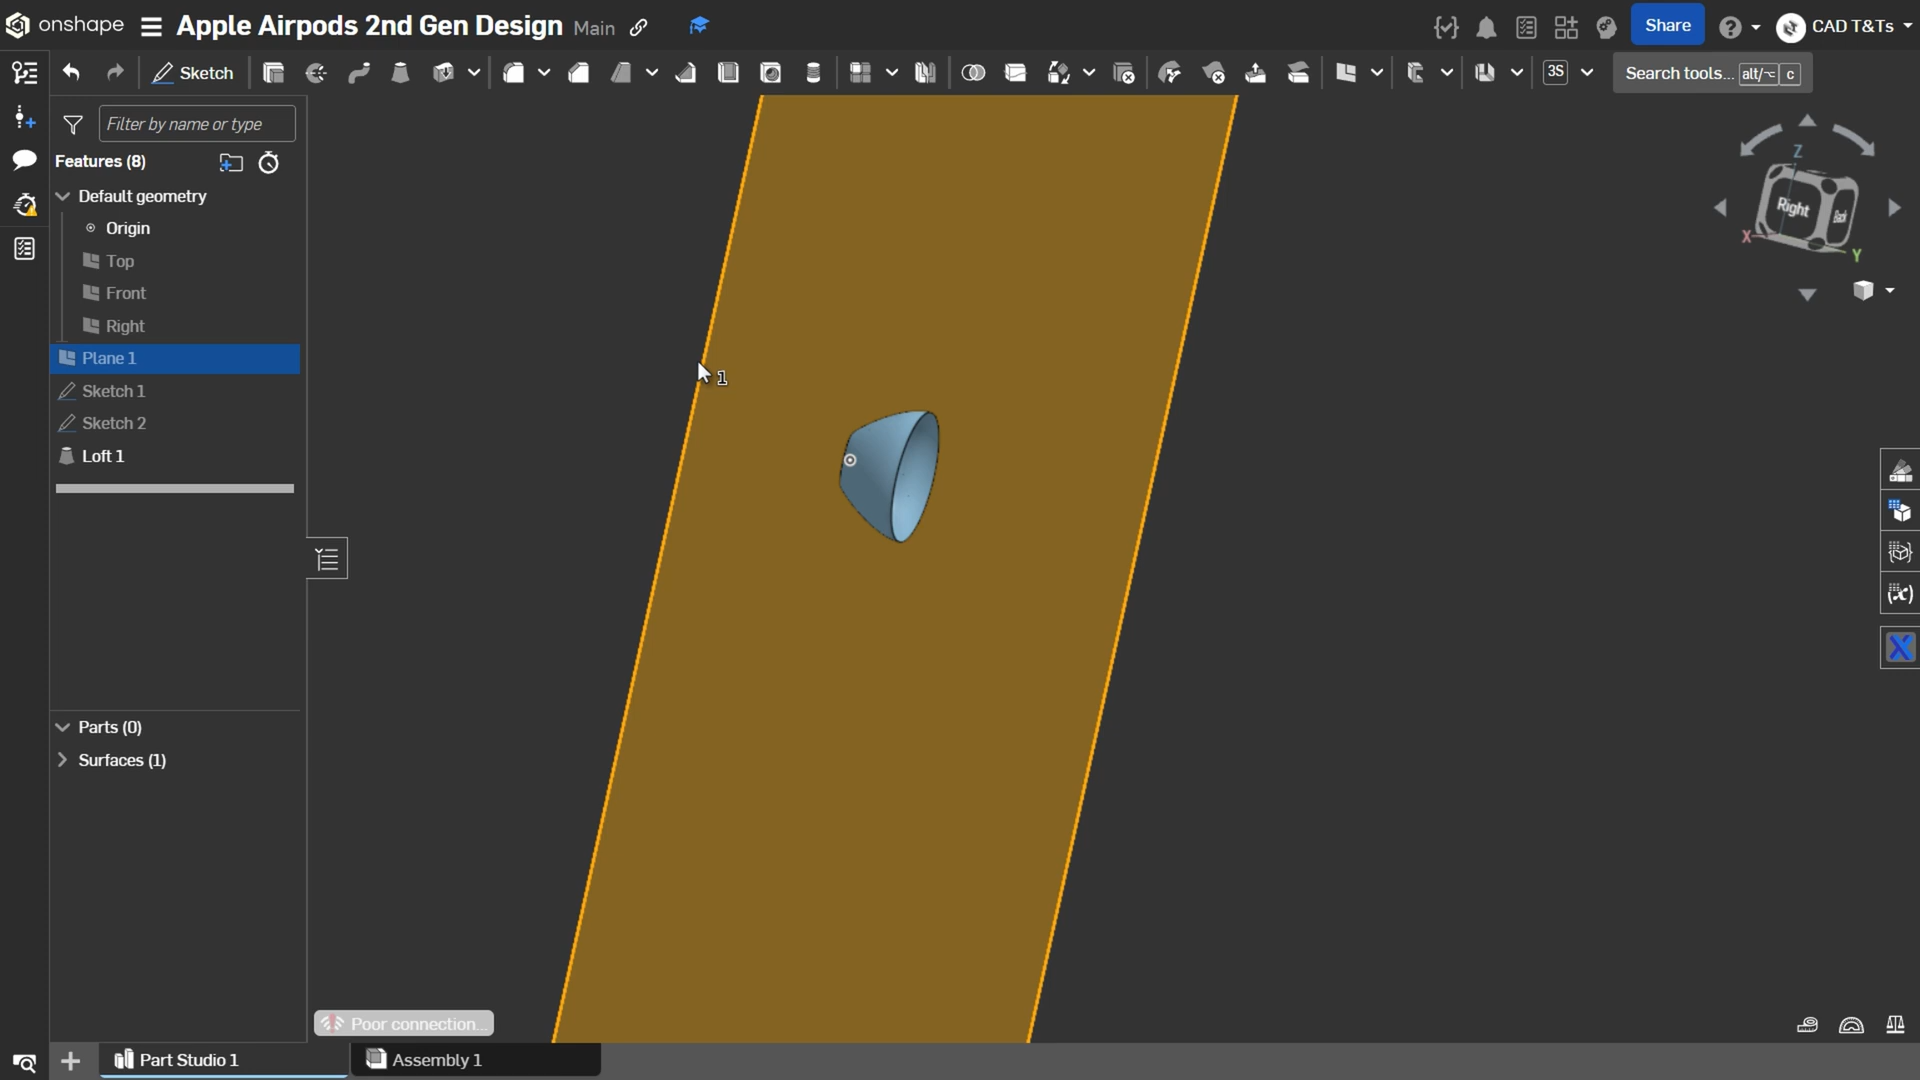 onshape Apple Airpods 2nd Gen Design Main Share CAD T&Ts
Sketch 3S Search tools... alt/⌥ c
Filter by name or type
Features (8)
Default geometry
Origin
Top
Front
Right
Plane 1
Sketch 1
Sketch 2
Loft 1
Parts (0)
Surfaces (1)
1
Z
Right
X
Y
Poor connection...
Part Studio 1 Assembly 1